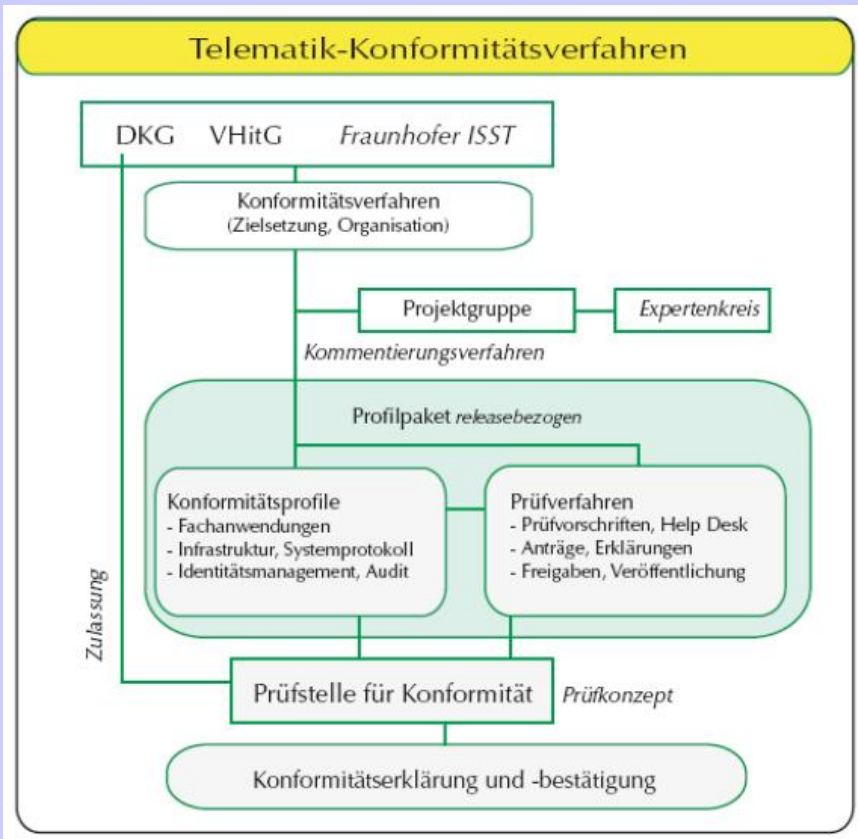 Telematik-Konformitätsverfahren
DKG VHitG Fraunhofer ISST
Konformitätsverfahren
(Zielsetzung, Organisation)
Projektgruppe
Expertenkreis
Kommentierungsverfahren
Profilpaket releasebezogen
Konformitätsprofile
- Fachanwendungen
- Infrastruktur, Systemprotokoll
- Identitätsmanagement, Audit
Prüfverfahren
- Prüfvorschriften, Help Desk
- Anträge, Erklärungen
- Freigaben, Veröffentlichung
Zulassung
Prüfstelle für Konformität
Prüfkonzept
Konformitätserklärung und -bestätigung